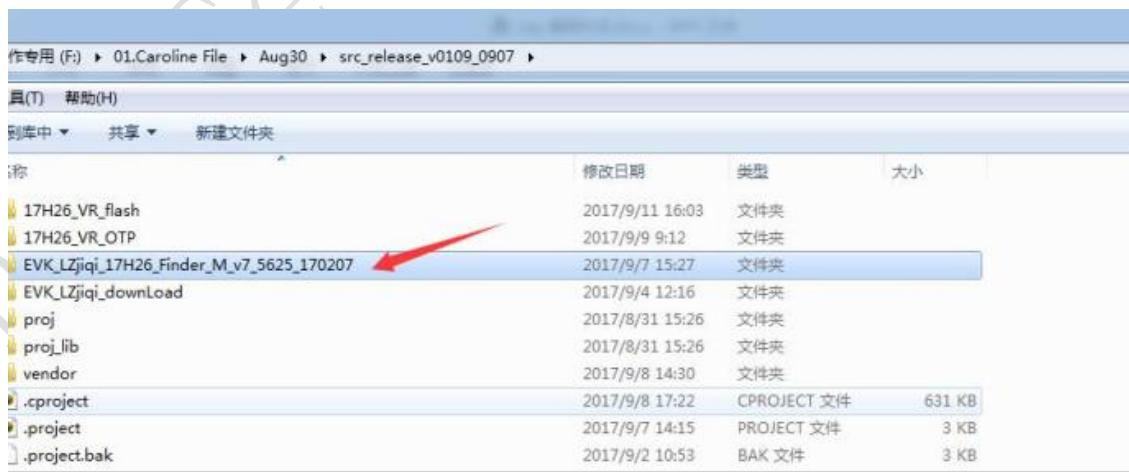 作专用 (F:) ▸ 01.Caroline File ▸ Aug30 ▸ src_release_v0109_0907 ▸
具(T) 帮助(H)
到库中 ▼ 共享 ▼ 新建文件夹
称 修改日期 类型 大小
17H26_VR_flash 2017/9/11 16:03 文件夹
17H26_VR_OTP 2017/9/9 9:12 文件夹
EVK_LZjiqi_17H26_Finder_M_v7_5625_170207 2017/9/7 15:27 文件夹
EVK_LZjiqi_downLoad 2017/9/4 12:16 文件夹
proj 2017/8/31 15:26 文件夹
proj_lib 2017/8/31 15:26 文件夹
vendor 2017/9/8 14:30 文件夹
.cproject 2017/9/8 17:22 CPROJECT 文件 631 KB
.project 2017/9/7 14:15 PROJECT 文件 3 KB
.project.bak 2017/9/2 10:53 BAK 文件 3 KB